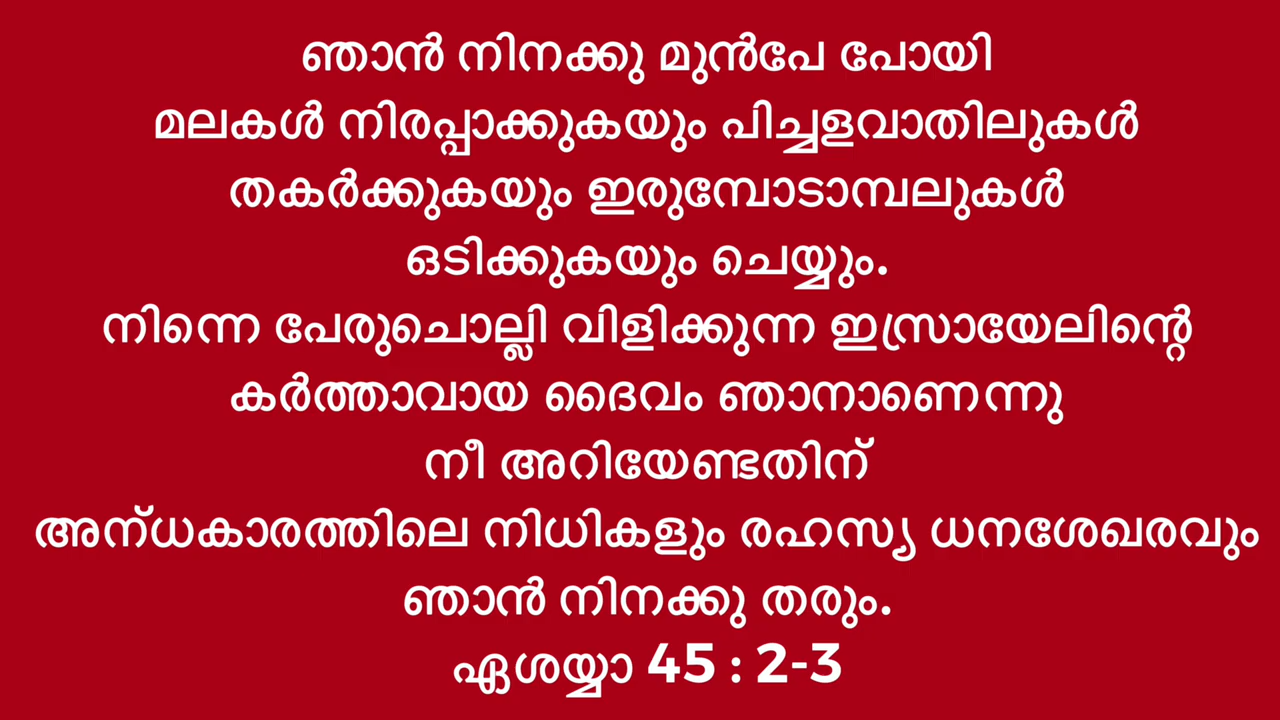 ഞാൻ നിനക്കു മുൻപേ പോയി
മലകൾ നിരപ്പാക്കുകയും പിച്ചളവാതിലുകൾ
തകർക്കുകയും ഇരുമ്പോടാമ്പലുകൾ
ഒടിക്കുകയും ചെയ്യും.
നിന്നെ പേരുചൊല്ലി വിളിക്കുന്ന ഇസ്രായേലിന്റെ
കർത്താവായ ദൈവം ഞാനാണെന്നു
നീ അറിയേണ്ടതിന്
അന്ധകാരത്തിലെ നിധികളും രഹസ്യ ധനശേഖരവും
ഞാൻ നിനക്കു തരും.
ഏശയ്യാ 45 : 2-3